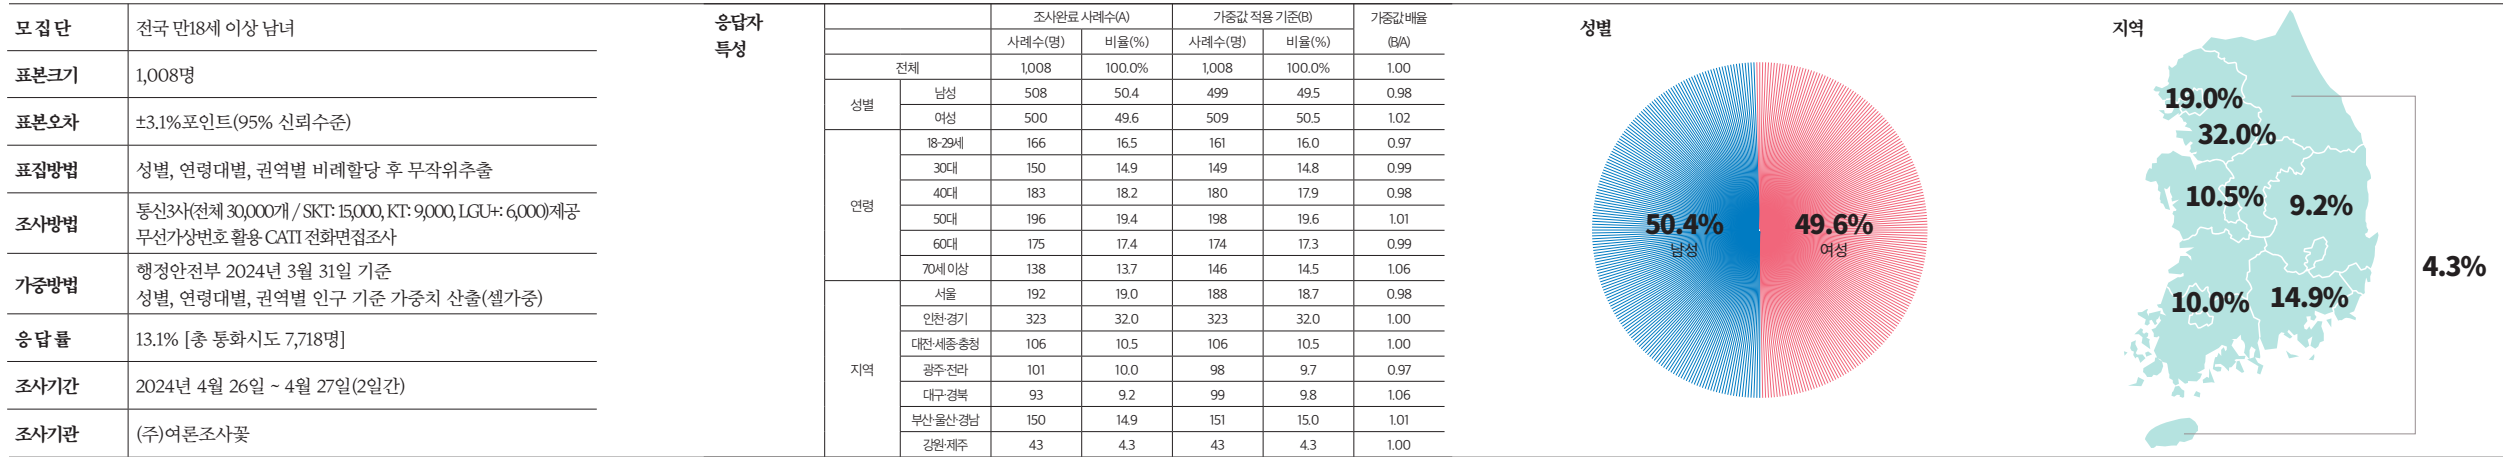 모집단 전국 만18세 이상 남녀
표본크기 1,008명
표본오차 ±3.1%포인트(95% 신뢰수준)
표집방법 성별, 연령대별, 권역별 비례할당 후 무작위추출
조사방법 통신3사(전체 30,000개 / SKT: 15,000, KT: 9,000, LGU+: 6,000)제공
무선가상번호 활용 CATI 전화면접조사
가중방법 행정안전부 2024년 3월 31일 기준
성별, 연령대별, 권역별 인구 기준 가중치 산출(셀가중)
응답률 13.1% [총 통화시도 7,718명]
조사기간 2024년 4월 26일 ~ 4월 27일(2일간)
조사기관 (주)여론조사꽃
응답자
특성
조사완료 사례수(A) 가중값 적용 기준(B) 가중값 배율
(B/A)
사례수(명) 비율(%) 사례수(명) 비율(%)
전체 1,008 100.0% 1,008 100.0% 1.00
성별 남성 508 50.4 499 49.5 0.98
여성 500 49.6 509 50.5 1.02
연령 18-29세 166 16.5 161 16.0 0.97
30대 150 14.9 149 14.8 0.99
40대 183 18.2 180 17.9 0.98
50대 196 19.4 198 19.6 1.01
60대 175 17.4 174 17.3 0.99
70세 이상 138 13.7 146 14.5 1.06
지역 서울 192 19.0 188 18.7 0.98
인천·경기 323 32.0 323 32.0 1.00
대전·세종·충청 106 10.5 106 10.5 1.00
광주·전라 101 10.0 98 9.7 0.97
대구·경북 93 9.2 99 9.8 1.06
부산·울산·경남 150 14.9 151 15.0 1.01
강원·제주 43 4.3 43 4.3 1.00
성별
50.4%
남성
49.6%
여성
지역
19.0%
32.0%
10.5%
9.2%
4.3%
10.0%
14.9%